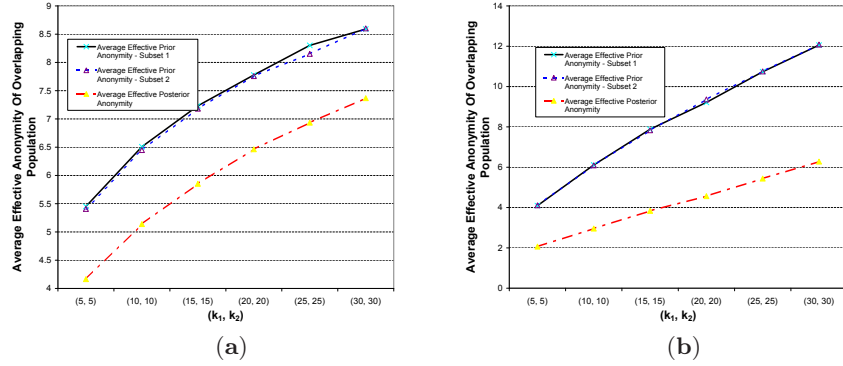 Average Effective Anonymity Of Overlapping
Population
9
8.5
8
7.5
7
6.5
6
5.5
5
4.5
4
Average Effective Prior
Anonymity - Subset 1
Average Effective Prior
Anonymity - Subset 2
Average Effective Posterior
Anonymity
(5, 5) (10, 10) (15, 15) (20, 20) (25, 25) (30, 30)
(k1, k2)
(a)
Average Effective Anonymity Of Overlapping
Population
14
12
10
8
6
4
2
0
Average Effective Prior
Anonymity - Subset 1
Average Effective Prior
Anonymity - Subset 2
Average Effective Posterior
Anonymity
(5, 5) (10, 10) (15, 15) (20, 20) (25, 25) (30, 30)
(k1, k2)
(b)